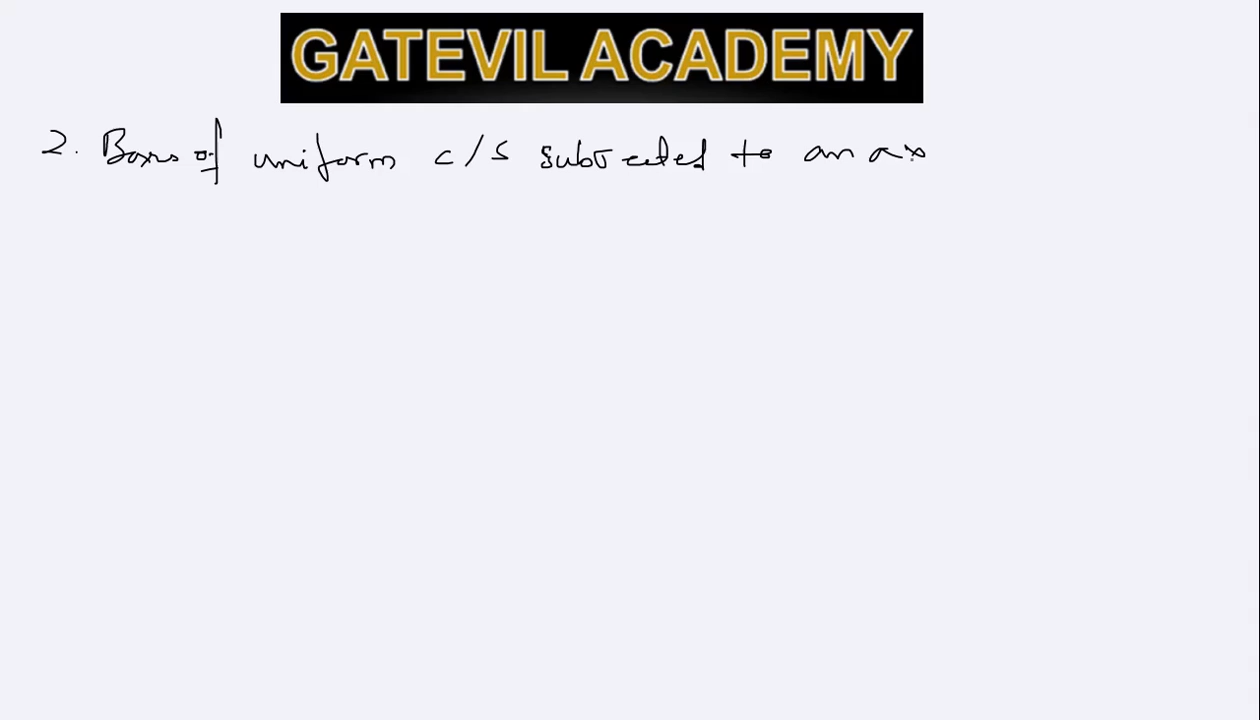 GATEVIL ACADEMY
2. Bars of uniform c/s subjected to an ax